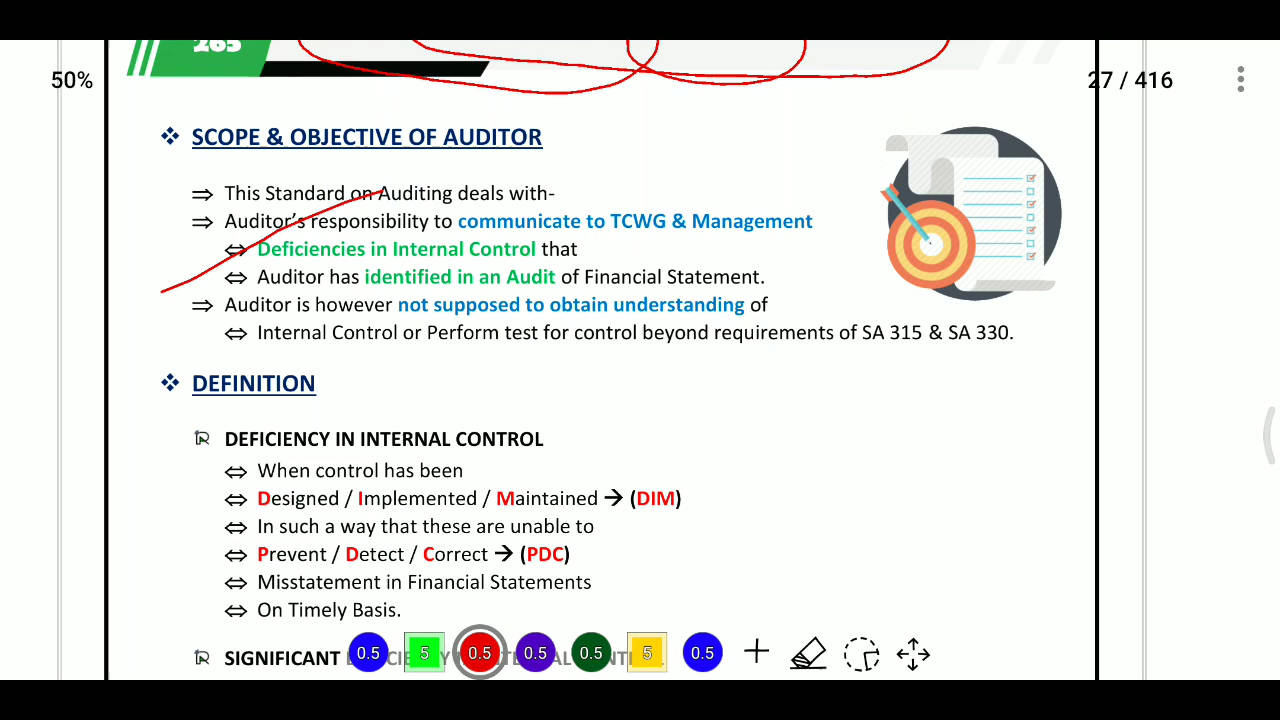 265
50%
27 / 416
SCOPE & OBJECTIVE OF AUDITOR
This Standard on Auditing deals with-
Auditor's responsibility to communicate to TCWG & Management
Deficiencies in Internal Control that
Auditor has identified in an Audit of Financial Statement.
Auditor is however not supposed to obtain understanding of
Internal Control or Perform test for control beyond requirements of SA 315 & SA 330.
DEFINITION
DEFICIENCY IN INTERNAL CONTROL
When control has been
Designed / Implemented / Maintained → (DIM)
In such a way that these are unable to
Prevent / Detect / Correct → (PDC)
Misstatement in Financial Statements
On Timely Basis.
SIGNIFICANT
0.5 5 0.5 0.5 0.5 5 0.5